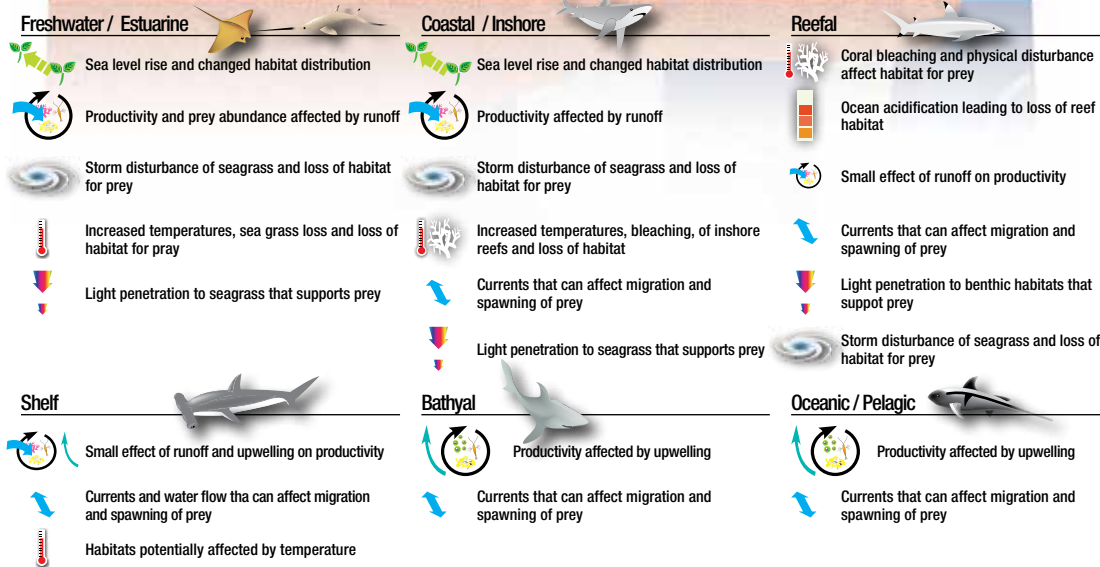 Freshwater / Estuarine
Sea level rise and changed habitat distribution
Productivity and prey abundance affected by runoff
Storm disturbance of seagrass and loss of habitat
for prey
Increased temperatures, sea grass loss and loss of
habitat for pray
Light penetration to seagrass that supports prey
Coastal / Inshore
Sea level rise and changed habitat distribution
Productivity affected by runoff
Storm disturbance of seagrass and loss of
habitat for prey
Increased temperatures, bleaching, of inshore
reefs and loss of habitat
Currents that can affect migration and
spawning of prey
Light penetration to seagrass that supports prey
Reefal
Coral bleaching and physical disturbance
affect habitat for prey
Ocean acidification leading to loss of reef
habitat
Small effect of runoff on productivity
Currents that can affect migration and
spawning of prey
Light penetration to benthic habitats that
suppot prey
Storm disturbance of seagrass and loss of
habitat for prey
Shelf
Small effect of runoff and upwelling on productivity
Currents and water flow tha can affect migration
and spawning of prey
Habitats potentially affected by temperature
Bathyal
Productivity affected by upwelling
Currents that can affect migration and
spawning of prey
Oceanic / Pelagic
Productivity affected by upwelling
Currents that can affect migration and
spawning of prey